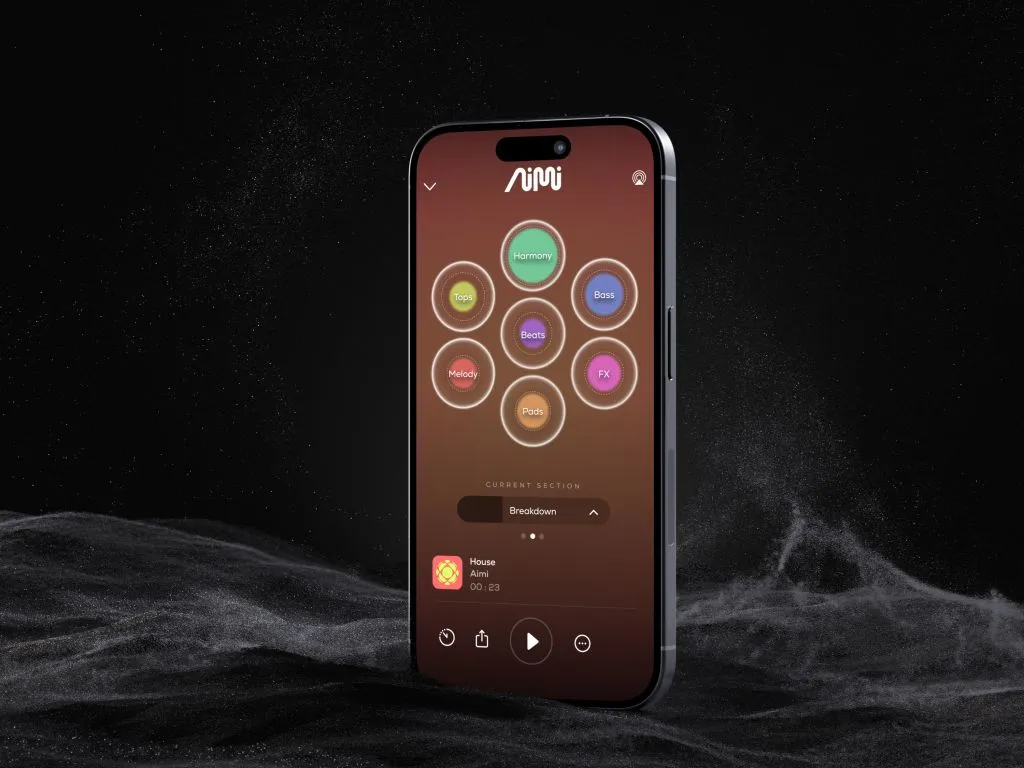 Aimi
Harmony
Tops
Bass
Beats
Melody
FX
Pads
CURRENT SECTION
Breakdown
House
Aimi
00:23